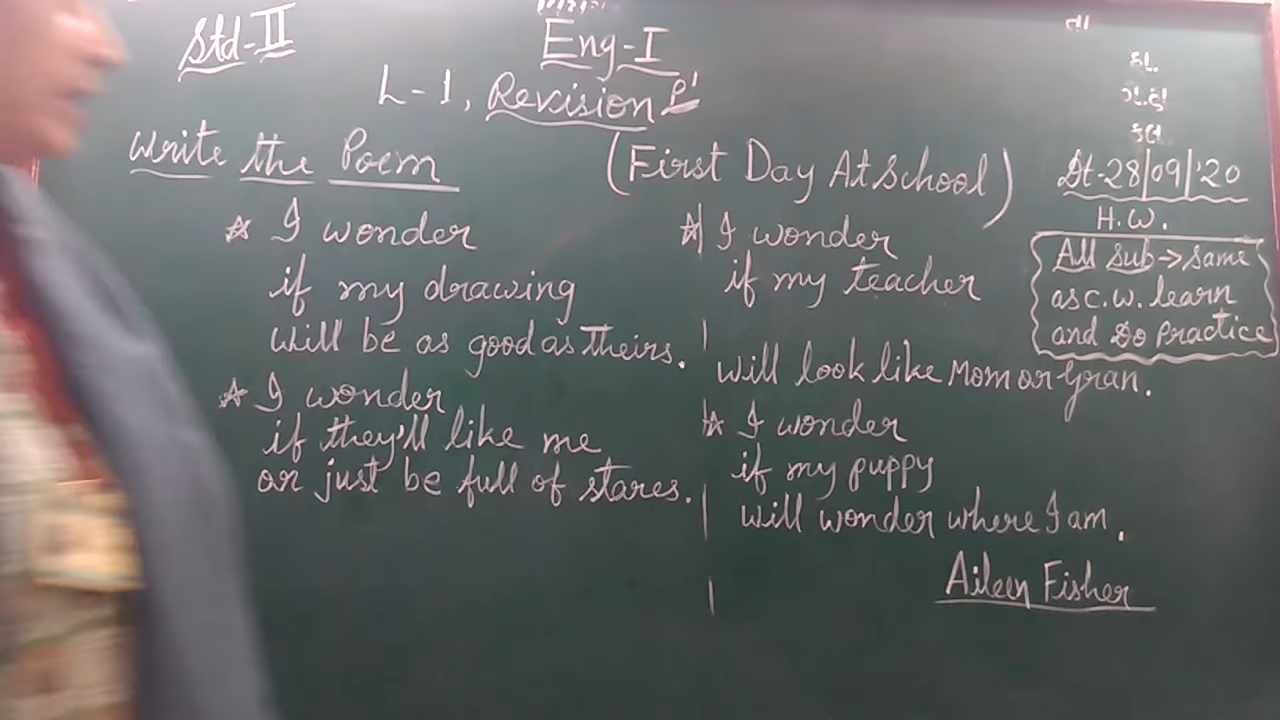 Std-II
Eng-I
L-1, Revision
Write the Poem
(First Day At School)
☆ I wonder
if my drawing
will be as good as theirs.
☆ I wonder
if they'll like me
or just be full of stares.
☆ I wonder
if my teacher
will look like Mom or Gran.
☆ I wonder
if my puppy
will wonder where I am.
Aileen Fisher
તા
Dt-28/09/'20
H.W.
All sub → same
as C.W. learn
and Do Practice